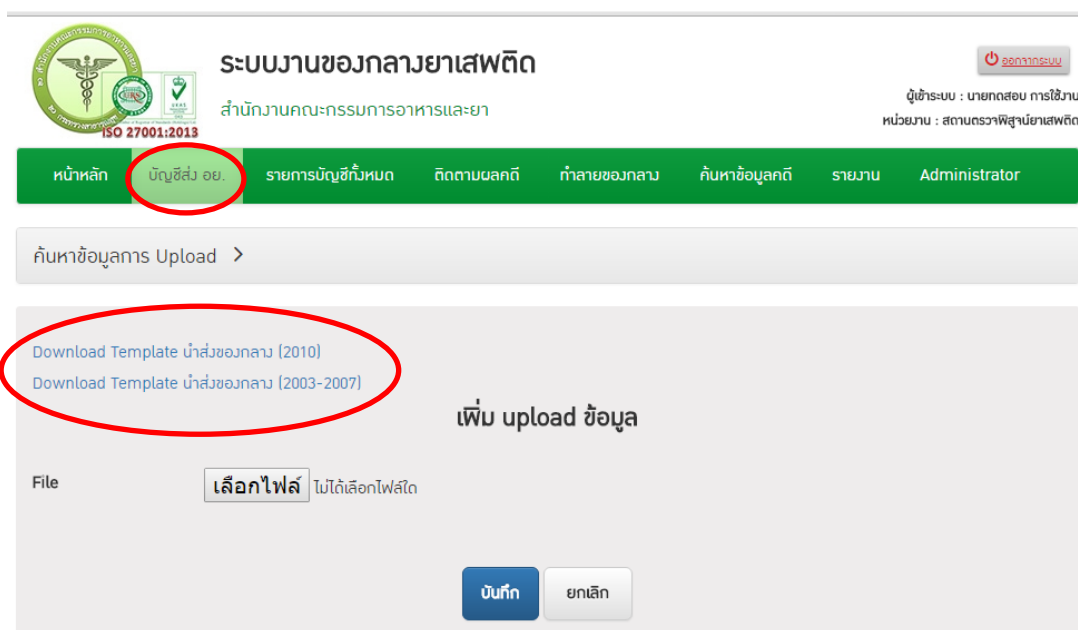 ระบบงานของกลางยาเสพติด
สำนักงานคณะกรรมการอาหารและยา
ISO 27001:2013
ออกจากระบบ
ผู้เข้าระบบ : นายทดสอบ การใช้งาน
หน่วยงาน : สถานตรวจพิสูจน์ยาเสพติด
หน้าหลัก บัญชีส่ง อย. รายการบัญชีทั้งหมด ติดตามผลคดี ทำลายของกลาง ค้นหาข้อมูลคดี รายงาน Administrator
ค้นหาข้อมูลการ Upload >
Download Template นำส่งของกลาง (2010)
Download Template นำส่งของกลาง (2003-2007)
เพิ่ม upload ข้อมูล
File เลือกไฟล์ ไม่ได้เลือกไฟล์ใด
บันทึก ยกเลิก